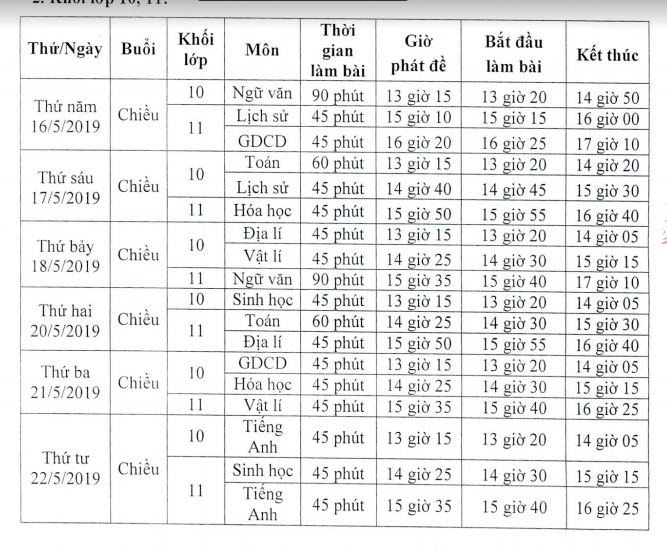 2. Khối lớp 10, 11:
Thứ/Ngày Buổi Khối lớp Môn Thời gian làm bài Giờ phát đề Bắt đầu làm bài Kết thúc
Thứ năm 16/5/2019 Chiều 10 Ngữ văn 90 phút 13 giờ 15 13 giờ 20 14 giờ 50
11 Lịch sử 45 phút 15 giờ 10 15 giờ 15 16 giờ 00
GDCD 45 phút 16 giờ 20 16 giờ 25 17 giờ 10
Thứ sáu 17/5/2019 Chiều 10 Toán 60 phút 13 giờ 15 13 giờ 20 14 giờ 20
Lịch sử 45 phút 14 giờ 40 14 giờ 45 15 giờ 30
11 Hóa học 45 phút 15 giờ 50 15 giờ 55 16 giờ 40
Thứ bảy 18/5/2019 Chiều 10 Địa lí 45 phút 13 giờ 15 13 giờ 20 14 giờ 05
Vật lí 45 phút 14 giờ 25 14 giờ 30 15 giờ 15
11 Ngữ văn 90 phút 15 giờ 35 15 giờ 40 17 giờ 10
Thứ hai 20/5/2019 Chiều 10 Sinh học 45 phút 13 giờ 15 13 giờ 20 14 giờ 05
11 Toán 60 phút 14 giờ 25 14 giờ 30 15 giờ 30
Địa lí 45 phút 15 giờ 50 15 giờ 55 16 giờ 40
Thứ ba 21/5/2019 Chiều 10 GDCD 45 phút 13 giờ 15 13 giờ 20 14 giờ 05
Hóa học 45 phút 14 giờ 25 14 giờ 30 15 giờ 15
11 Vật lí 45 phút 15 giờ 35 15 giờ 40 16 giờ 25
Thứ tư 22/5/2019 Chiều 10 Tiếng Anh 45 phút 13 giờ 15 13 giờ 20 14 giờ 05
11 Sinh học 45 phút 14 giờ 25 14 giờ 30 15 giờ 15
Tiếng Anh 45 phút 15 giờ 35 15 giờ 40 16 giờ 25